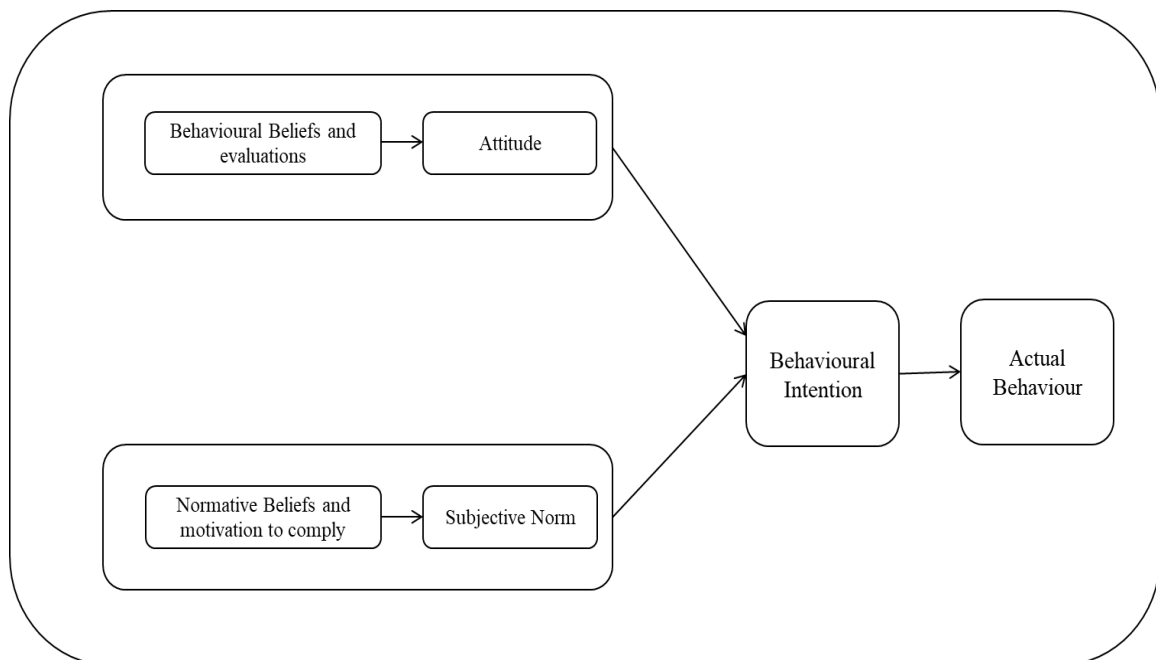 Behavioural Beliefs and
evaluations
Attitude
Behavioural
Intention
Actual
Behaviour
Normative Beliefs and
motivation to comply
Subjective Norm